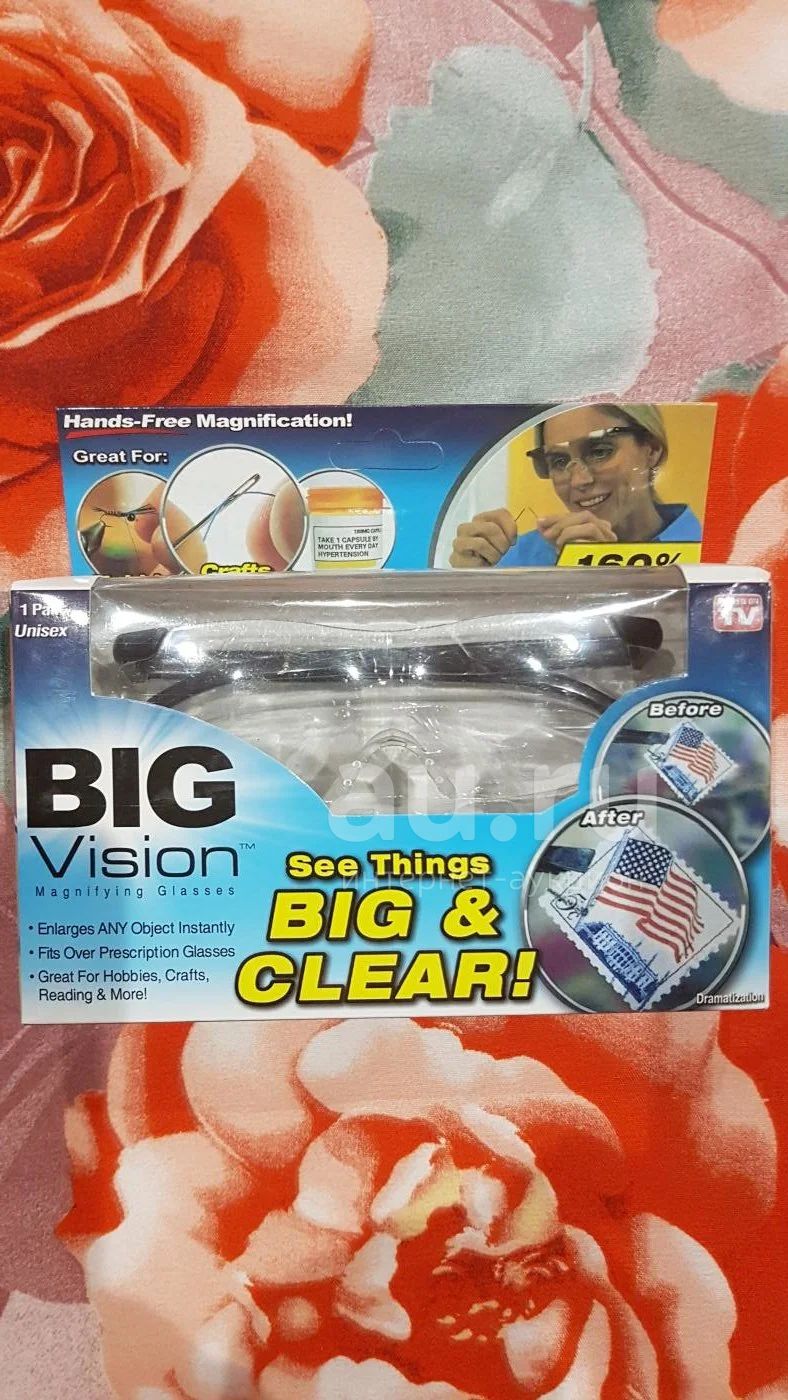 Hands-Free Magnification!
Great For:
TAKE 1 CAPSULE BY
MOUTH EVERY DAY
HYPERTENSION
Crafts
160%
1 Pair
Unisex
TV
BIG
Vision™
Magnifying Glasses
• Enlarges ANY Object Instantly
• Fits Over Prescription Glasses
• Great For Hobbies, Crafts,
Reading & More!
See Things
BIG &
CLEAR!
Before
After
Dramatization
au.ru
интернет-аукцион